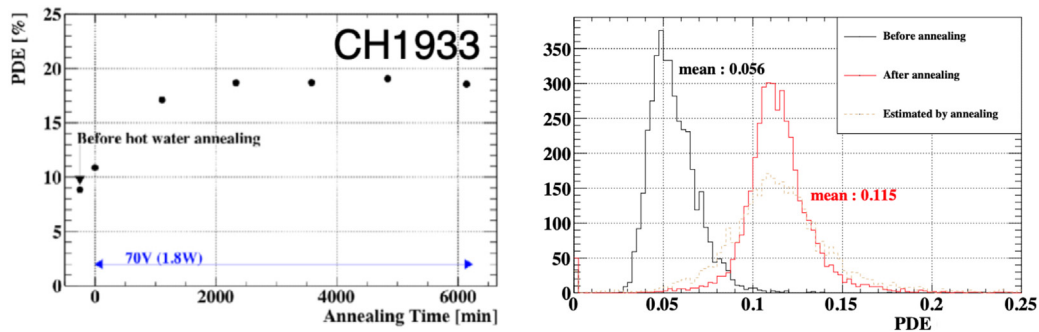 PDE [%]
CH1933
25
20
15
10
5
0
Before hot water annealing
70V (1.8W)
0
2000
4000
6000
Annealing Time [min]
350
300
250
200
150
100
50
0
Before annealing
After annealing
Estimated by annealing
mean : 0.056
mean : 0.115
0
0.05
0.1
0.15
0.2
0.25
PDE